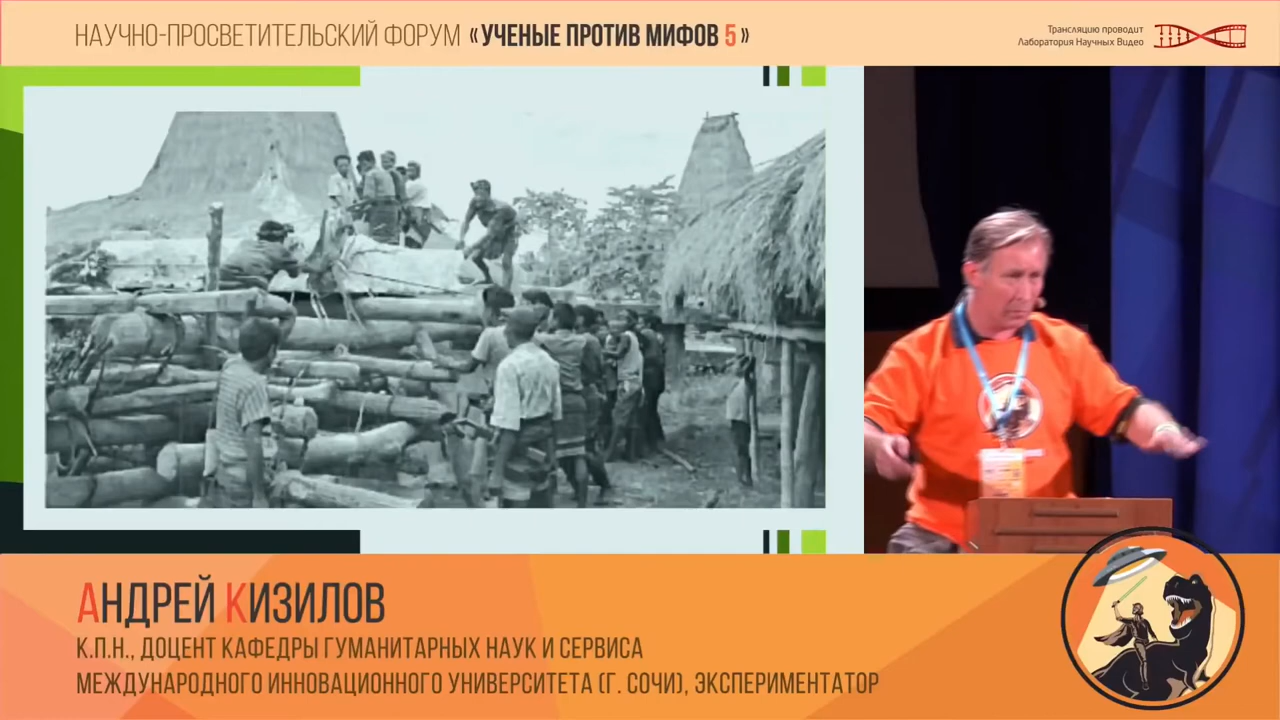 НАУЧНО-ПРОСВЕТИТЕЛЬСКИЙ ФОРУМ «УЧЕНЫЕ ПРОТИВ МИФОВ 5»
Трансляцию проводит
Лаборатория Научных Видео
АНДРЕЙ КИЗИЛОВ
К.П.Н., ДОЦЕНТ КАФЕДРЫ ГУМАНИТАРНЫХ НАУК И СЕРВИСА
МЕЖДУНАРОДНОГО ИННОВАЦИОННОГО УНИВЕРСИТЕТА (Г. СОЧИ), ЭКСПЕРИМЕНТАТОР